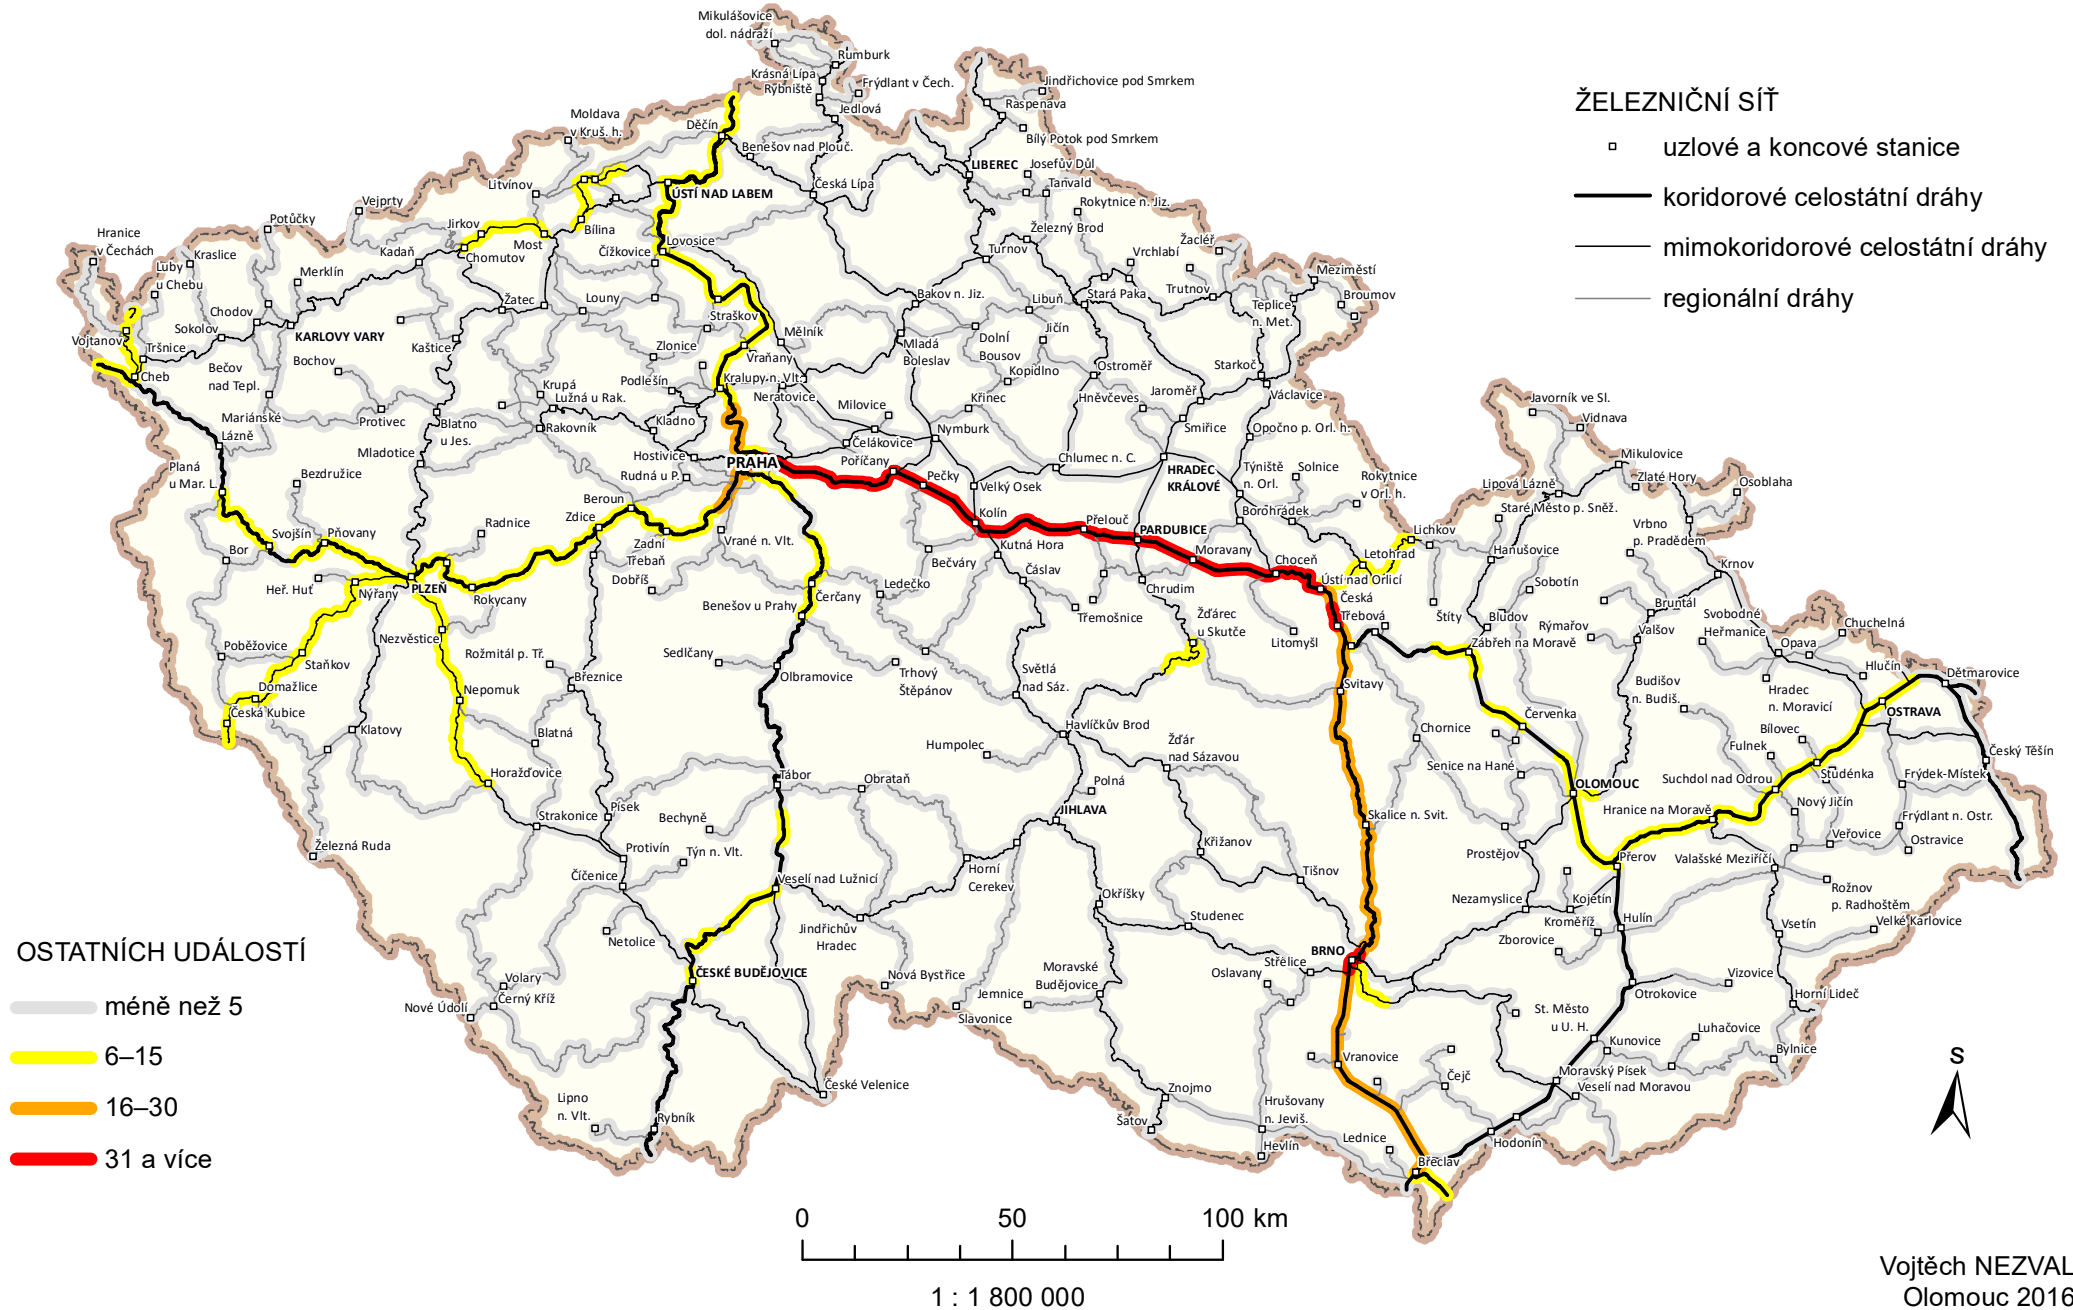 Mikulášovice
dol. nádraží
Rumburk
Krásná Lípa
Rybniště
Frýdlant v Čech.
Jindřichovice pod Smrkem
Raspenava
Jedlová
Moldava
v Kruš. h.
Děčín
Benešov nad Plouč.
Bílý Potok pod Smrkem
LIBEREC
Josefův Důl
Tanvald
Litvínov
ÚSTÍ NAD LABEM
Česká Lípa
Rokytnice n. Jiz.
Vejprty
Potůčky
Hranice
v Čechách
Jirkov
Most
Bílina
Lovosice
Železný Brod
Žacléř
Kraslice
Luby
u Chebu
Merklín
Kadaň
Chomutov
Čížkovice
Turnov
Vrchlabí
Trutnov
Meziměstí
Broumov
Teplice
n. Met.
Chodov
Sokolov
Žatec
Louny
Straškov
Bakov n. Jiz.
Libuň
Stará Paka
Vojtanov
Tršnice
KARLOVY VARY
Kaštice
Mělník
Mladá
Boleslav
Dolní
Bousov
Jičín
Cheb
Bečov
nad Tepl.
Bochov
Zlonice
Vraňany
Podlešín
Kralupy n. Vlt.
Neratovice
Kopidlno
Ostroměř
Starkoč
Jaroměř
Václavice
Krupá
Lužná u Rak.
Milovice
Křinec
Hněvčeves
Mariánské
Lázně
Protivec
Blatno
u Jes.
Rakovník
Kladno
Čelákovice
Nymburk
Smiřice
Opočno p. Orl. h.
Javorník ve Sl.
Vidnava
Mladotice
Hostivice
PRAHA
Poříčany
Chlumec n. C.
HRADEC
KRÁLOVÉ
Týniště
n. Orl.
Solnice
Mikulovice
Planá
u Mar. L.
Bezdružice
Rudná u P.
Pečky
Velký Osek
Rokytnice
v Orl. h.
Lipová Lázně
Zlaté Hory
Osoblaha
Beroun
Zdice
Radnice
Kolín
Přelouč
PARDUBICE
Borohrádek
Staré Město p. Sněž.
Vrbno
p. Pradědem
Svojšín
Pňovany
Bor
Zadní
Třebaň
Vrané n. Vlt.
Kutná Hora
Moravany
Choceň
Lichkov
Letohrad
Hanušovice
Krnov
Heř. Huť
Nýřany
PLZEŇ
Rokycany
Dobříš
Čerčany
Ledečko
Bečváry
Čáslav
Chrudim
Ústí nad Orlicí
Sobotín
Bruntál
Benešov u Prahy
Třemošnice
Žďárec
u Skutče
Česká
Třebová
Štíty
Bludov
Rýmařov
Valšov
Svobodné
Heřmanice
Chuchelná
Nezvěstice
Poběžovice
Staňkov
Rožmitál p. Tř.
Sedlčany
Litomyšl
Zábřeh na Moravě
Opava
Hlučín
Dětmarovice
Domažlice
Nepomuk
Březnice
Olbramovice
Trhový
Štěpánov
Světlá
nad Sáz.
Svitavy
Budišov
n. Budiš.
Hradec
n. Moravicí
OSTRAVA
Česká Kubice
Klatovy
Blatná
Humpolec
Havlíčkův Brod
Žďár
nad Sázavou
Chornice
Červenka
Bílovec
Fulnek
Český Těšín
Horažďovice
Tábor
Obrataň
Polná
Senice na Hané
OLOMOUC
Suchdol nad Odrou
Studénka
Frýdek-Místek
Strakonice
Písek
Bechyně
JIHLAVA
Skalice n. Svit.
Hranice na Moravě
Nový Jičín
Frýdlant n. Ostr.
Železná Ruda
Protivín
Týn n. Vlt.
Křižanov
Prostějov
Přerov
Valašské Meziříčí
Veřovice
Ostravice
Číčenice
Veselí nad Lužnicí
Horní
Cerekev
Okříšky
Tišnov
Nezamyslice
Kojetín
Rožnov
p. Radhoštěm
Netolice
Jindřichův
Hradec
Studenec
Kroměříž
Hulín
Velké Karlovice
Zborovice
Vsetín
Volary
Černý Kříž
Nové Údolí
ČESKÉ BUDĚJOVICE
Nová Bystřice
Moravské
Budějovice
Jemnice
Slavonice
BRNO
Střelice
Oslavany
Otrokovice
Vizovice
Horní Lideč
St. Město
u U. H.
Luhačovice
Kunovice
Bylnice
Lipno
n. Vlt.
Rybník
České Velenice
Znojmo
Šatov
Hrušovany
n. Jeviš.
Hevlín
Vranovice
Čejč
Moravský Písek
Veselí nad Moravou
Lednice
Hodonín
Břeclav
ŽELEZNIČNÍ SÍŤ
uzlové a koncové stanice
koridorové celostátní dráhy
mimokoridorové celostátní dráhy
regionální dráhy
OSTATNÍCH UDÁLOSTÍ
méně než 5
6–15
16–30
31 a více
S
0 50 100 km
1 : 1 800 000
Vojtěch NEZVAL
Olomouc 2016